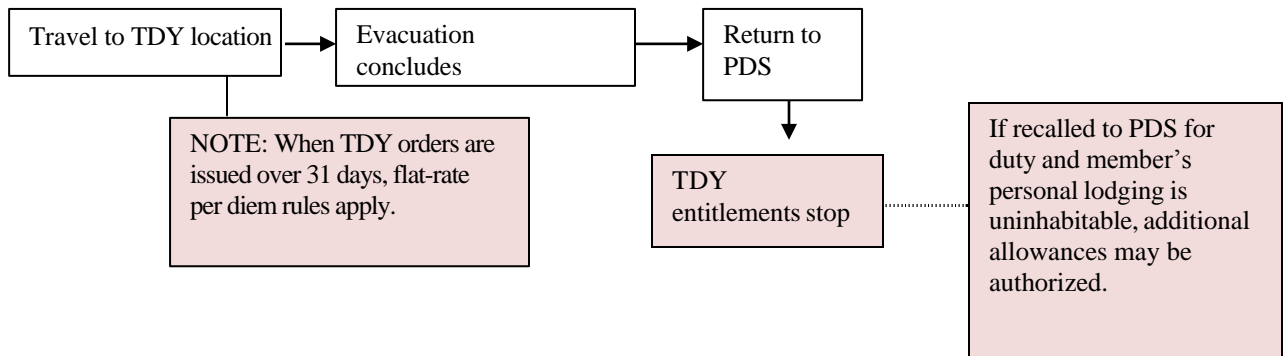 Travel to TDY location
Evacuation
concludes
Return to
PDS
NOTE: When TDY orders are
issued over 31 days, flat-rate
per diem rules apply.
TDY
entitlements stop
If recalled to PDS for
duty and member’s
personal lodging is
uninhabitable, additional
allowances may be
authorized.